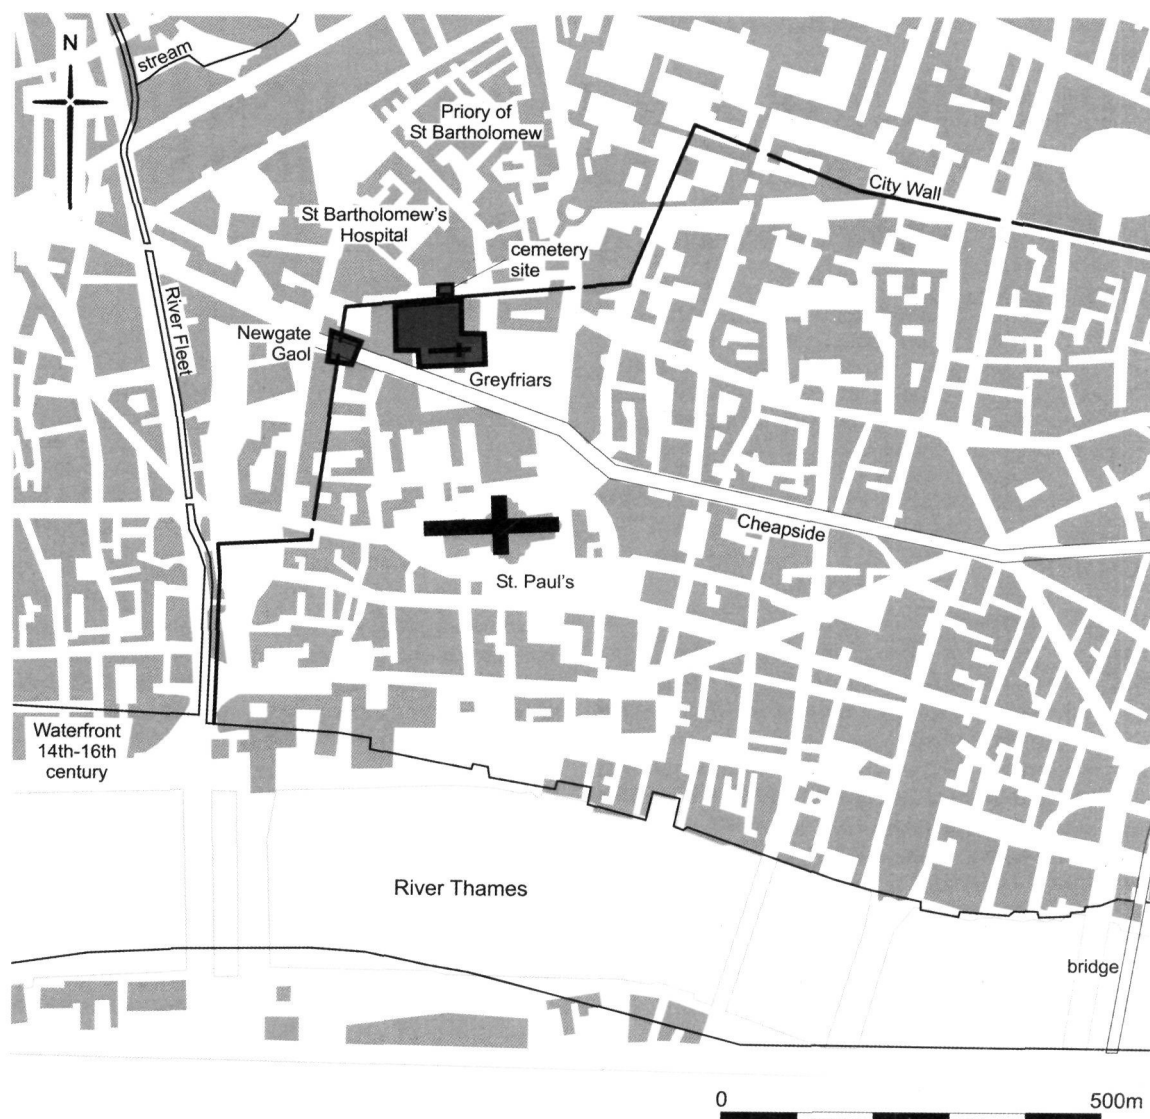 N
stream
Priory of
St Bartholomew
City Wall
St Bartholomew's
Hospital
cemetery
site
River Fleet
Newgate
Gaol
Greyfriars
Cheapside
St. Paul's
Waterfront
14th-16th
century
River Thames
bridge
0
500m